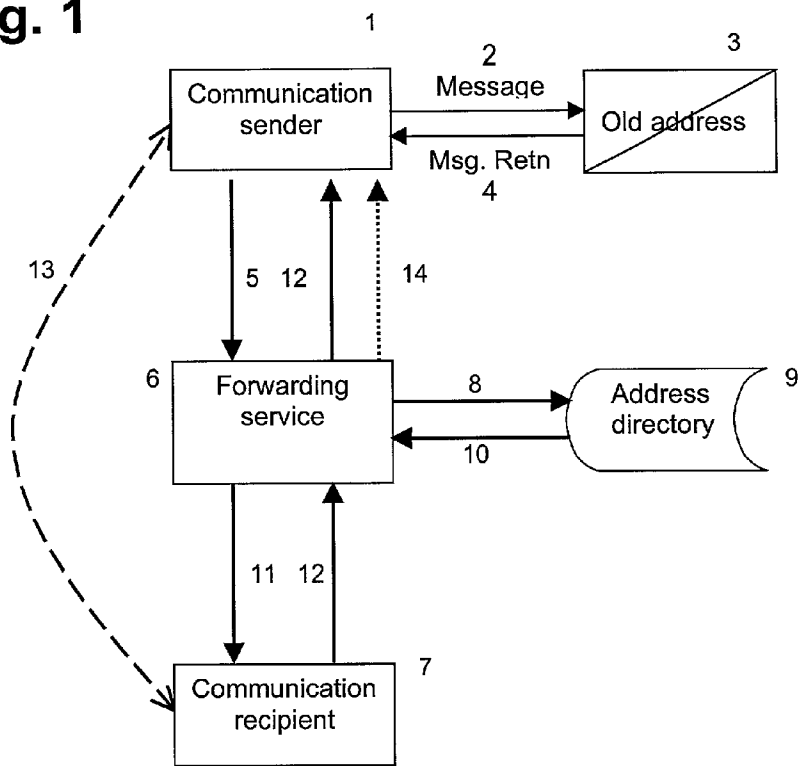 g. 1
1
2
3
Message
Communication
sender
Old address
Msg. Retn
4
13
5
12
14
6
Forwarding
service
8
10
Address
directory
9
11
12
7
Communication
recipient